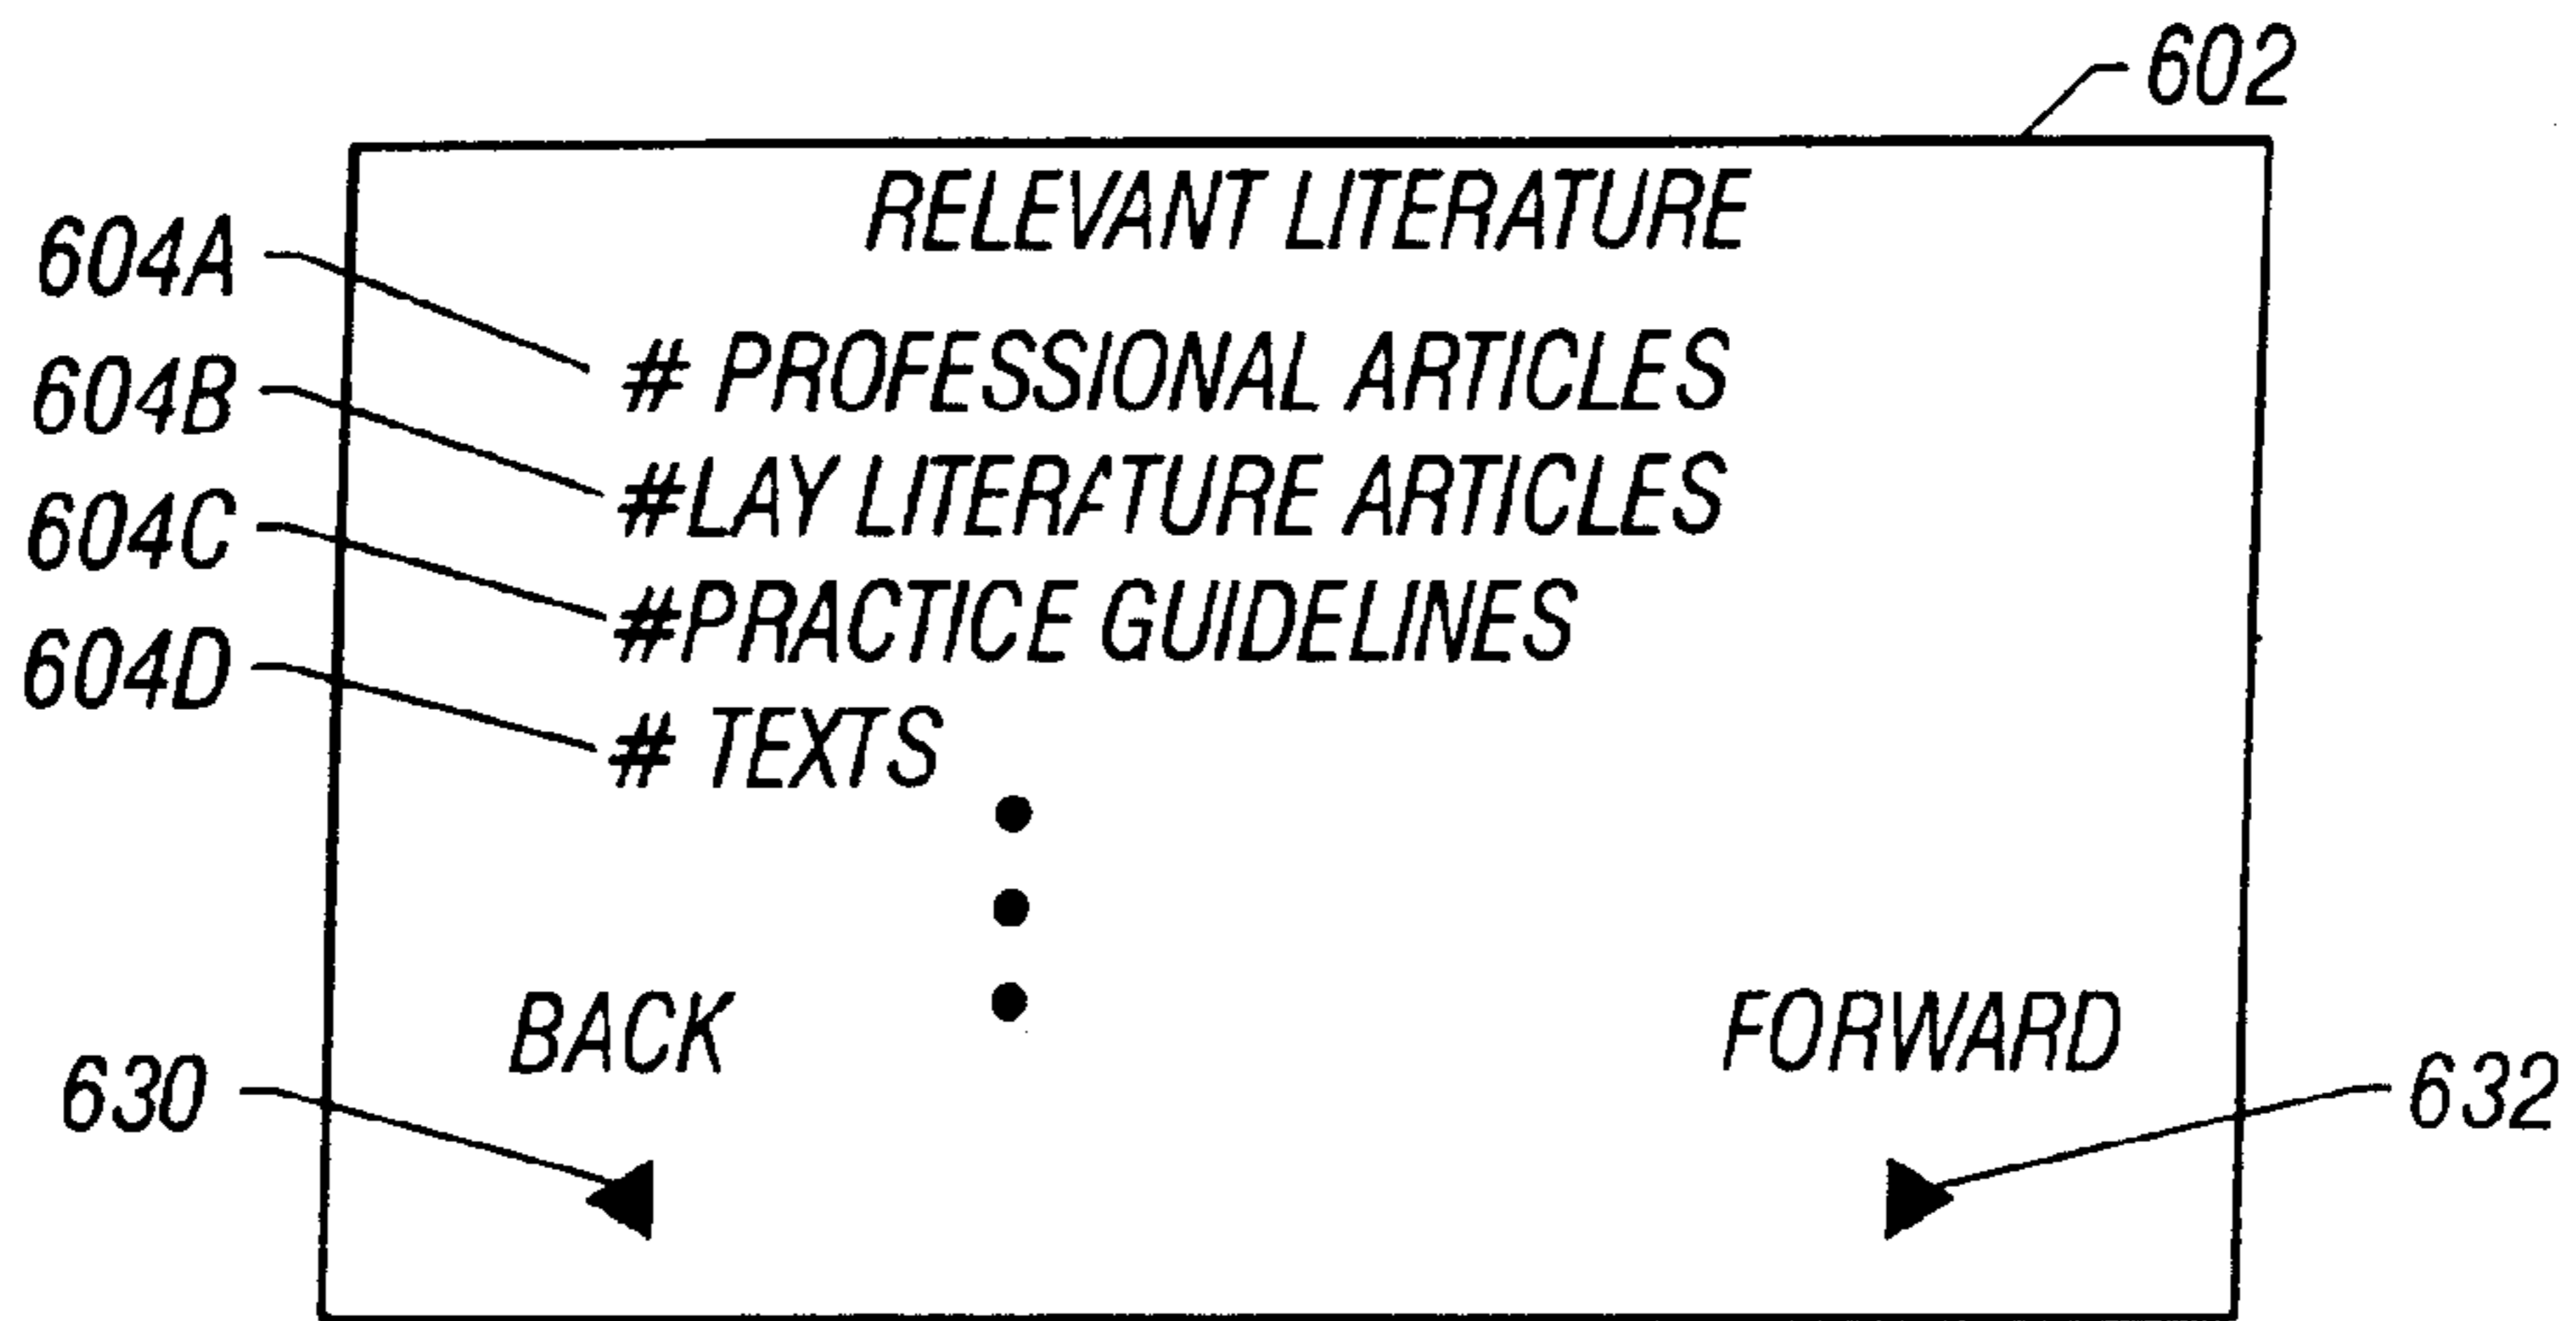 602
RELEVANT LITERATURE
604A
# PROFESSIONAL ARTICLES
604B
#LAY LITERATURE ARTICLES
604C
#PRACTICE GUIDELINES
604D
# TEXTS
BACK
FORWARD
630
632